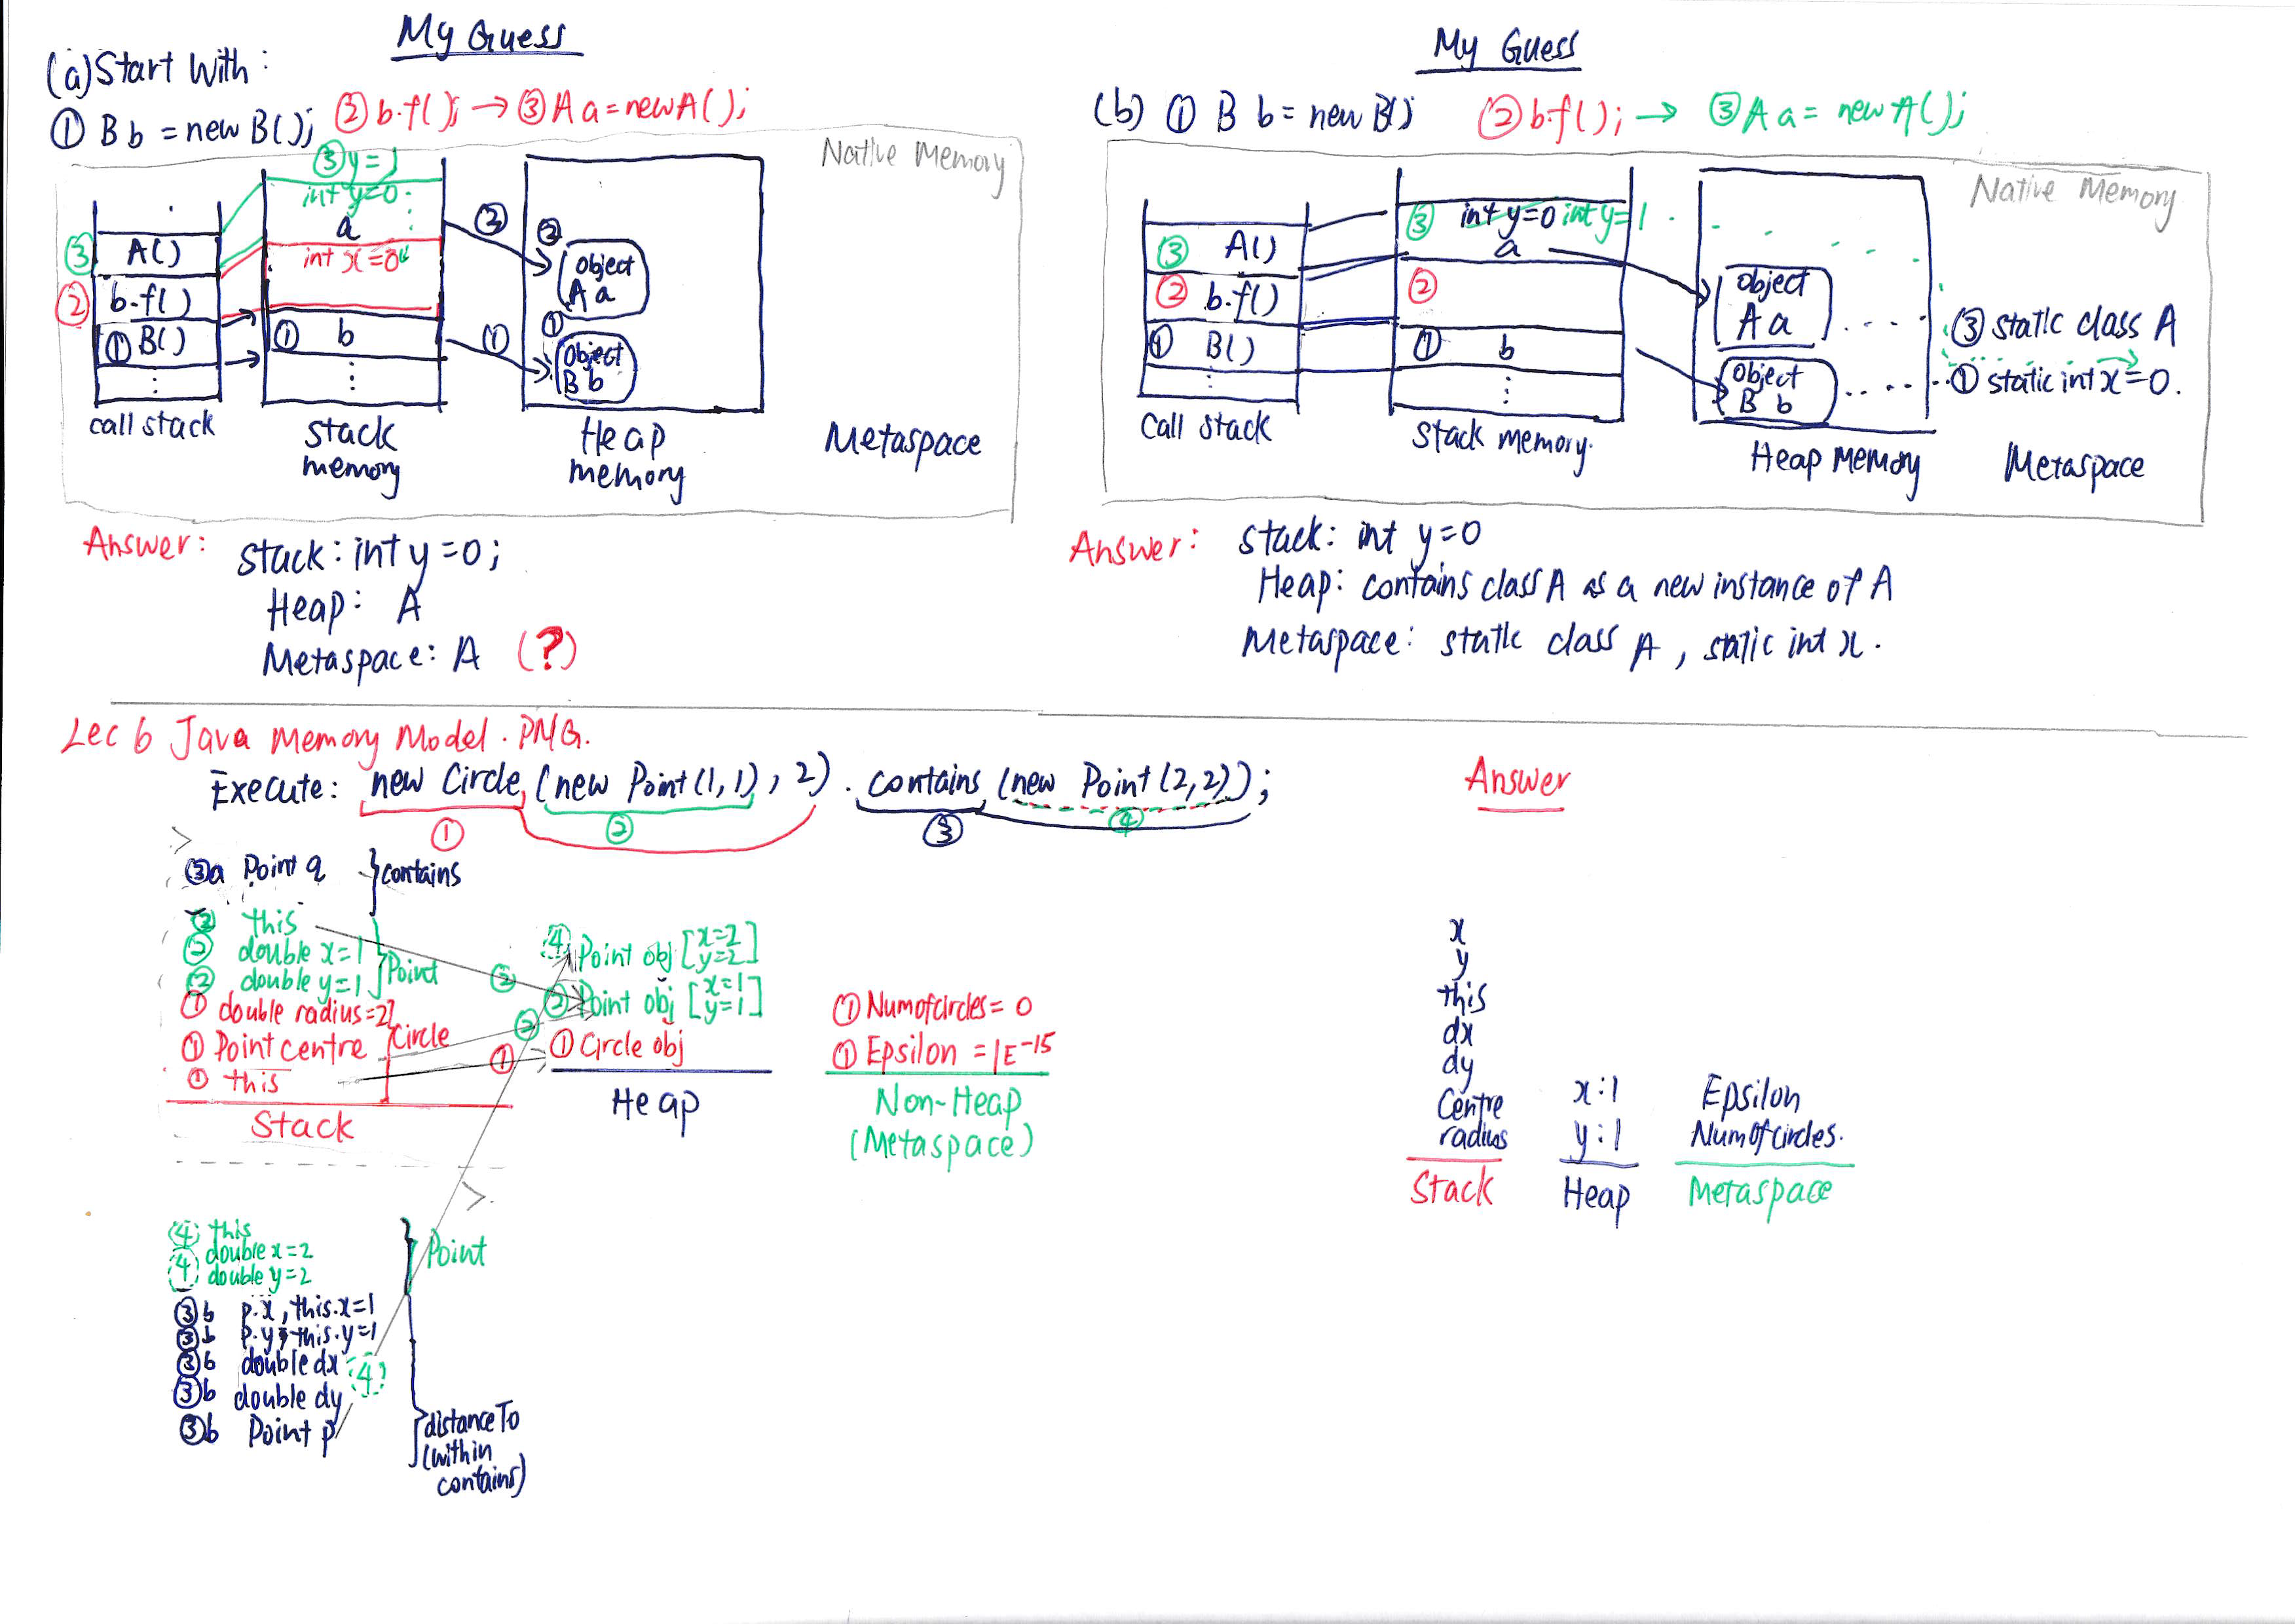 My Guess
(a) Start With:
① B b = new B(); ② b.f(); → ③ A a = new A();
Native Memory
③ y = 1
int y=0
a
int x=0
③ A()
② b.f()
① B()
⋮
① b
⋮
②
①
② Object A a
① Object B b
call stack
Stack memory
Heap memory
Metaspace
Answer: Stack: int y = 0;
Heap: A
Metaspace: A (?)
My Guess
(b) ① B b = new B() ② b.f(); → ③ A a = new A();
Native Memory
③ int y=0 int y=1
a
③ A()
② b.f()
① B()
⋮
②
① b
⋮
Object A a
Object B b
③ static class A
① static int x=0.
Call Stack
Stack memory.
Heap Memory
Metaspace
Answer: Stack: int y=0
Heap: contains class A as a new instance of A
Metaspace: static class A, static int x.
Lec 6 Java Memory Model. PNG.
Execute: new Circle (new Point(1,1), 2) . contains (new Point(2,2));
① ② ③ ④
③a Point q } contains
② this
② double x=1
② double y=1
Point
① double radius=2
① Point centre
① this
Circle
Stack
②
②
①
④ Point obj [x=2 y=2]
② Point obj [x=1 y=1]
① Circle obj
Heap
① Numofcircles = 0
① Epsilon = 1E-15
Non-Heap
(Metaspace)
④ this
④ double x=2
double y=2
Point
③b p.x, this.x=1
③b p.y, this.y=1
③b double dx
③b double dy
③b Point p
④
distanceTo
(within
contains)
Answer
x
y
this
dx
dy
Centre
radius
Stack
x:1
y:1
Heap
Epsilon
Numofcircles.
Metaspace